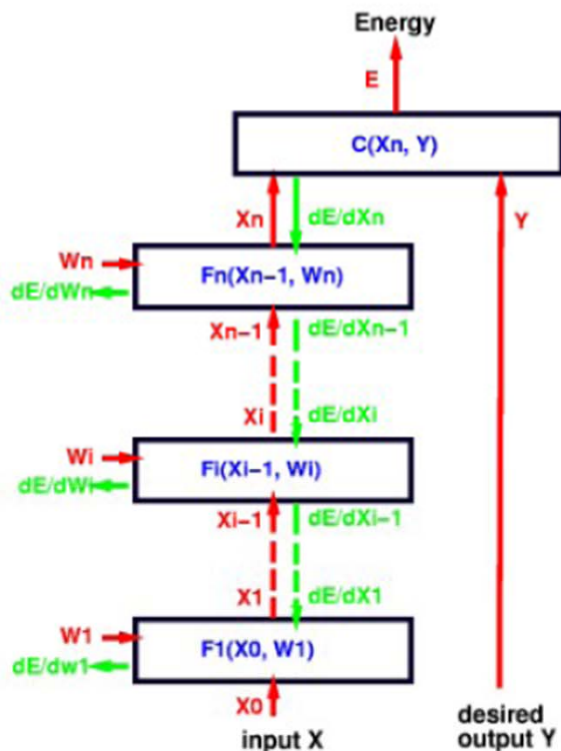 Energy
E
C(Xn, Y)
Xn
dE/dXn
Y
Wn
Fn(Xn-1, Wn)
dE/dWn
Xn-1
dE/dXn-1
Xi
dE/dXi
Wi
Fi(Xi-1, Wi)
dE/dWi
Xi-1
dE/dXi-1
X1
dE/dX1
W1
F1(X0, W1)
dE/dw1
X0
input X
desired
output Y